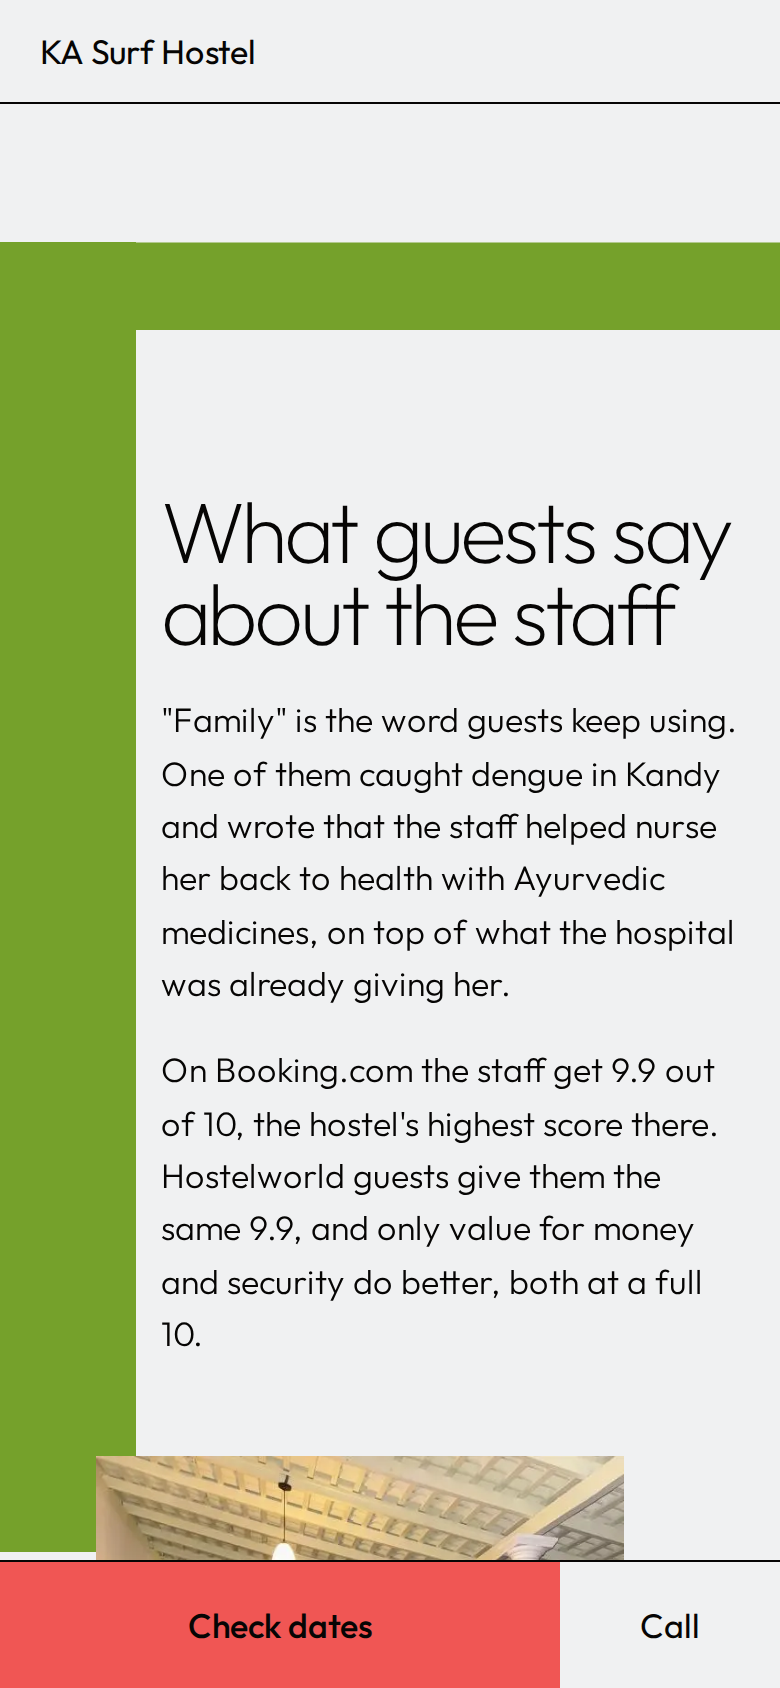 KA Surf Hostel
What guests say
about the staff
"Family" is the word guests keep using.
One of them caught dengue in Kandy
and wrote that the staff helped nurse
her back to health with Ayurvedic
medicines, on top of what the hospital
was already giving her.
On Booking.com the staff get 9.9 out
of 10, the hostel's highest score there.
Hostelworld guests give them the
same 9.9, and only value for money
and security do better, both at a full
10.
Check dates
Call